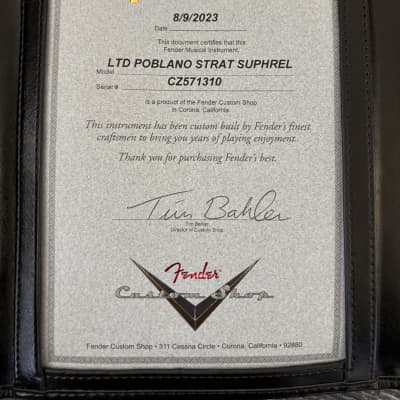 8/9/2023
Date
This document certifies that this
Fender Musical Instrument.
LTD POBLANO STRAT SUPHREL
Model
CZ571310
Serial #
is a product of the Fender Custom Shop
in Corona, California.
This instrument has been custom built by Fender's finest
craftsmen to bring you years of playing enjoyment.
Thank you for purchasing Fender's best.
Tim Bahler
Tim Bahler
Director of Custom Shop
Fender
Custom Shop
Fender Custom Shop • 311 Cessna Circle • Corona, California • 92880